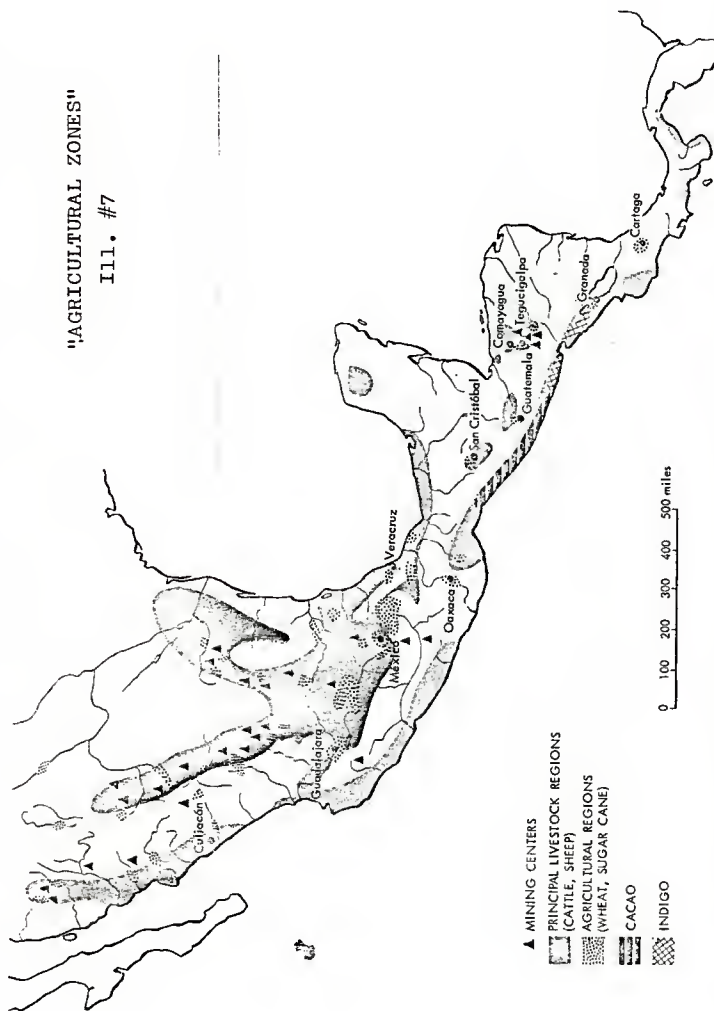 "AGRICULTURAL ZONES"
Ill. #7
Culiacán
Guadalajara
México
Veracruz
Oaxaca
San Cristóbal
Guatemala
Comayagua
Tegucigalpa
Granada
Cartago
0 100 200 300 400 500 miles
MINING CENTERS
PRINCIPAL LIVESTOCK REGIONS
(CATTLE, SHEEP)
AGRICULTURAL REGIONS
(WHEAT, SUGAR CANE)
CACAO
INDIGO